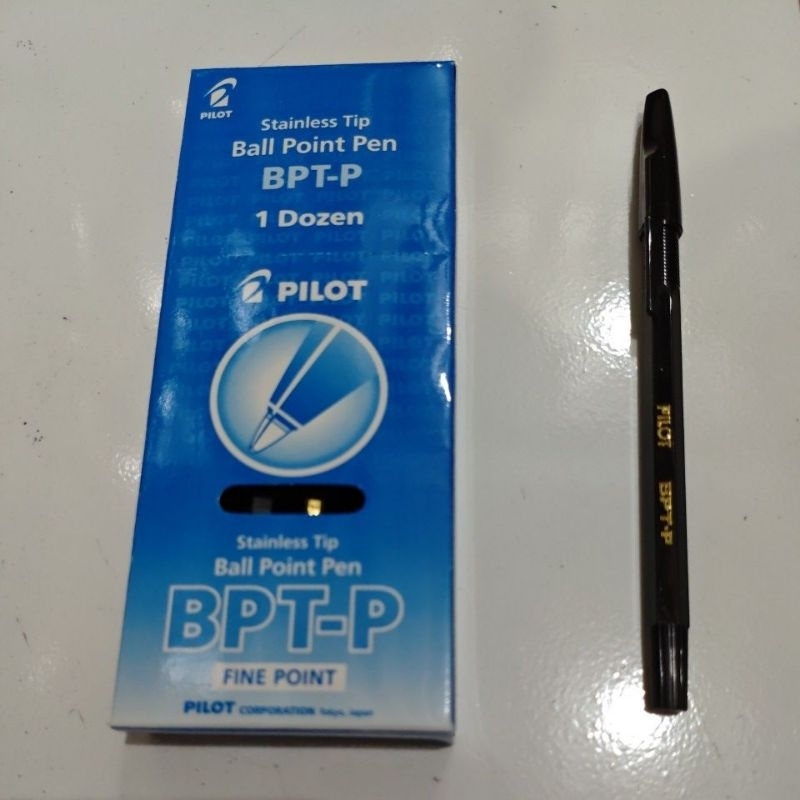 PILOT
Stainless Tip
Ball Point Pen
BPT-P
1 Dozen
PILOT
Stainless Tip
Ball Point Pen
BPT-P
FINE POINT
PILOT CORPORATION Tokyo, Japan
PILOT BPT-P